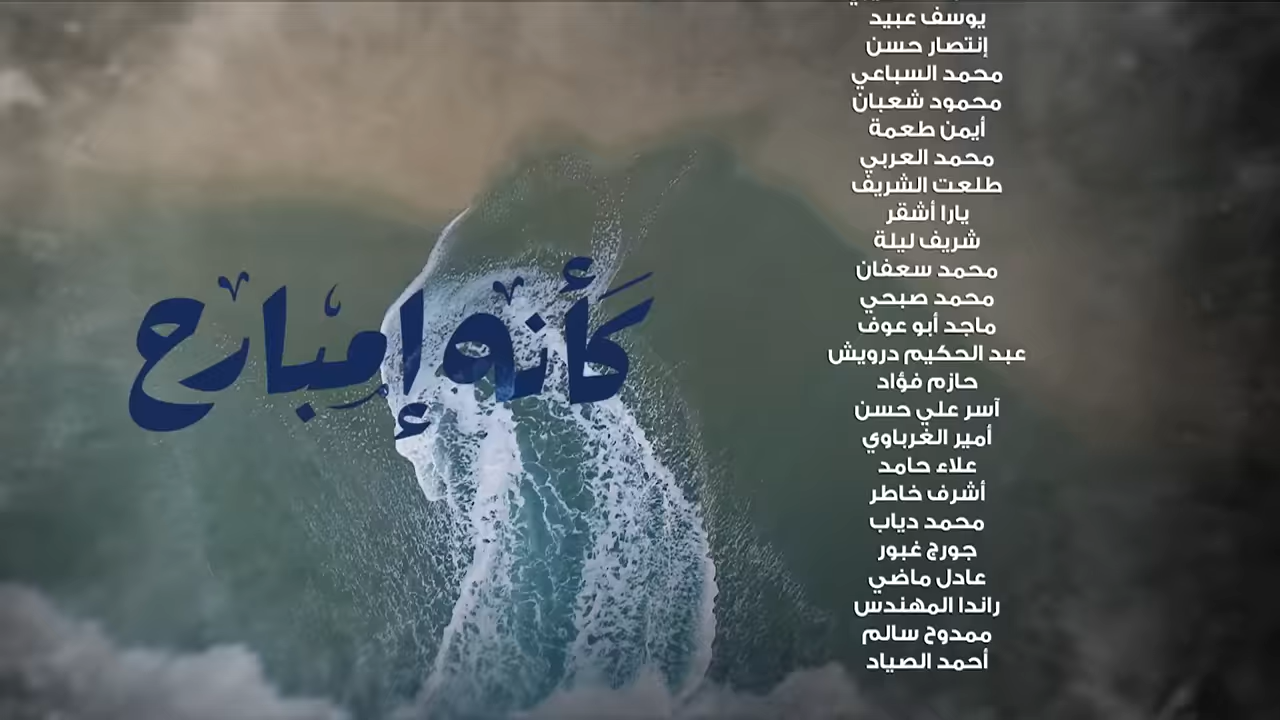 كأنه إمبارح
يوسف عبيد
إنتصار حسن
محمد السباعي
محمود شعبان
أيمن طعمة
محمد العربي
طلعت الشريف
يارا أشقر
شريف ليلة
محمد سعفان
محمد صبحي
ماجد أبو عوف
عبد الحكيم درويش
حازم فؤاد
آسر علي حسن
أمير الغرباوي
علاء حامد
أشرف خاطر
محمد دياب
جورج غبور
عادل ماضي
راندا المهندس
ممدوح سالم
أحمد الصياد